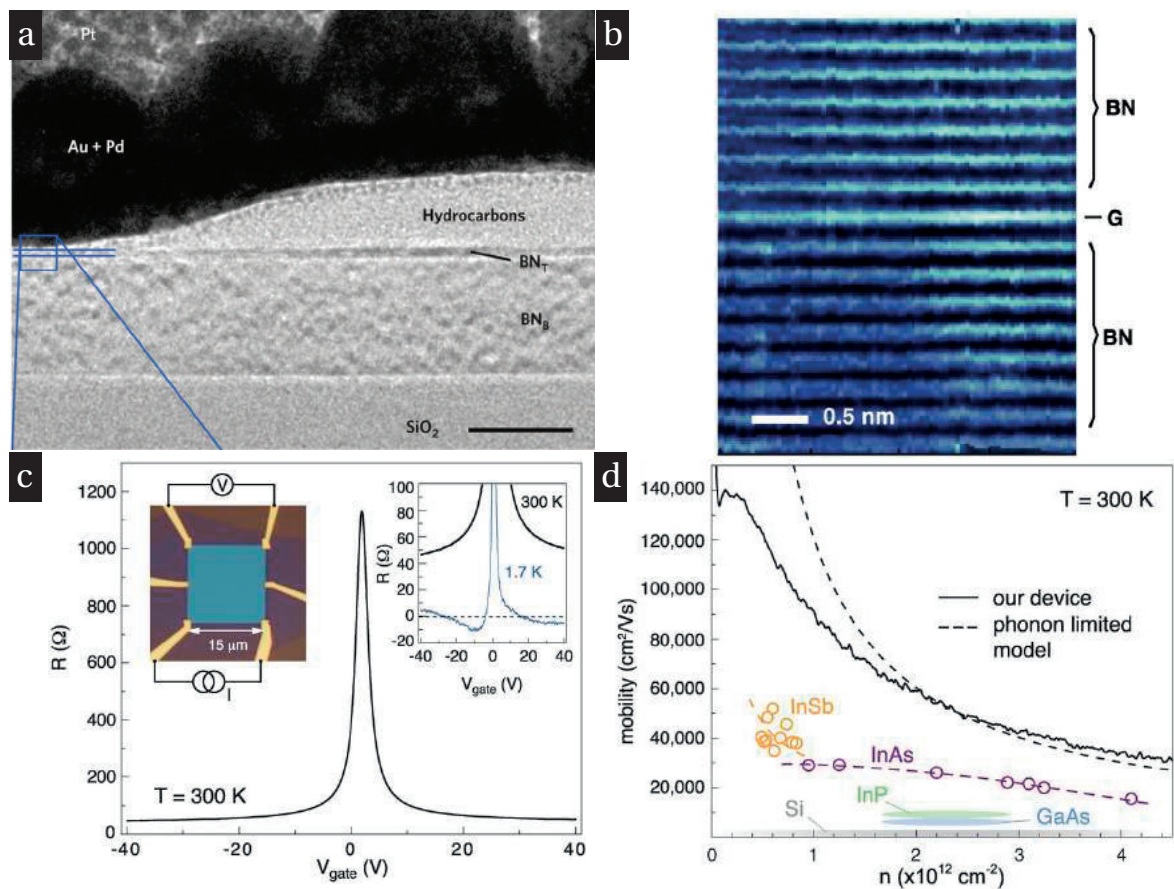 a
Pt
Au + Pd
Hydrocarbons
BN_T
BN_B
SiO₂
b
BN
G
BN
0.5 nm
c
1200
1000
800
600
400
200
0
R (Ω)
-40
-20
0
20
40
V_gate (V)
T = 300 K
V
15 μm
I
100
80
60
40
20
0
-20
R (Ω)
300 K
1.7 K
-40
-20
0
20
40
V_gate (V)
d
140,000
120,000
100,000
80,000
60,000
40,000
20,000
mobility (cm²/Vs)
T = 300 K
our device
phonon limited
model
InSb
InAs
InP
GaAs
Si
0
1
2
3
4
n (x10¹² cm⁻²)